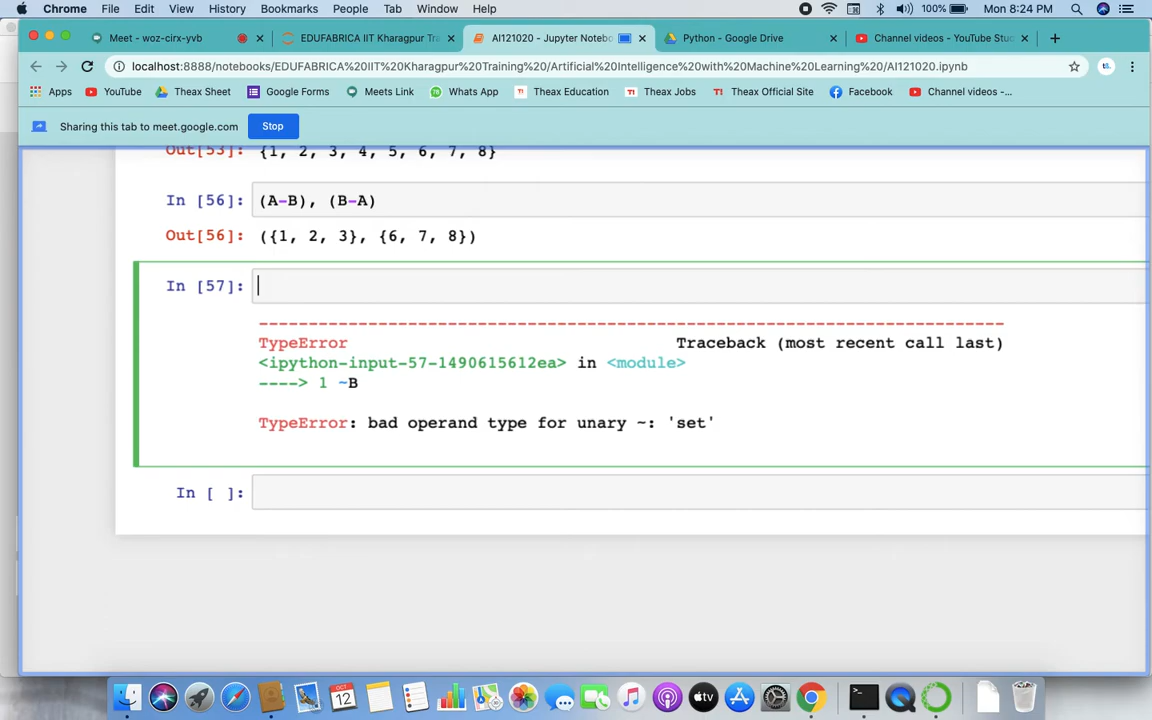 Chrome File Edit View History Bookmarks People Tab Window Help 100% Mon 8:24 PM
Meet - woz-cirx-yvb EDUFABRICA IIT Kharagpur Tra AI121020 - Jupyter Notebo Python - Google Drive Channel videos - YouTube Stud
localhost:8888/notebooks/EDUFABRICA%20IIT%20Kharagpur%20Training%20/Artificial%20Intelligence%20with%20Machine%20Learning%20/AI121020.ipynb
Apps YouTube Theax Sheet Google Forms Meets Link Whats App Theax Education Theax Jobs Theax Official Site Facebook Channel videos -...
Sharing this tab to meet.google.com Stop
Out[53]: {1, 2, 3, 4, 5, 6, 7, 8}
In [56]: (A-B), (B-A)
Out[56]: ({1, 2, 3}, {6, 7, 8})
In [57]:
---------------------------------------------------------------------------
TypeError Traceback (most recent call last)
<ipython-input-57-1490615612ea> in <module>
----> 1 ~B
TypeError: bad operand type for unary ~: 'set'
In [ ]:
OCT
12
tv